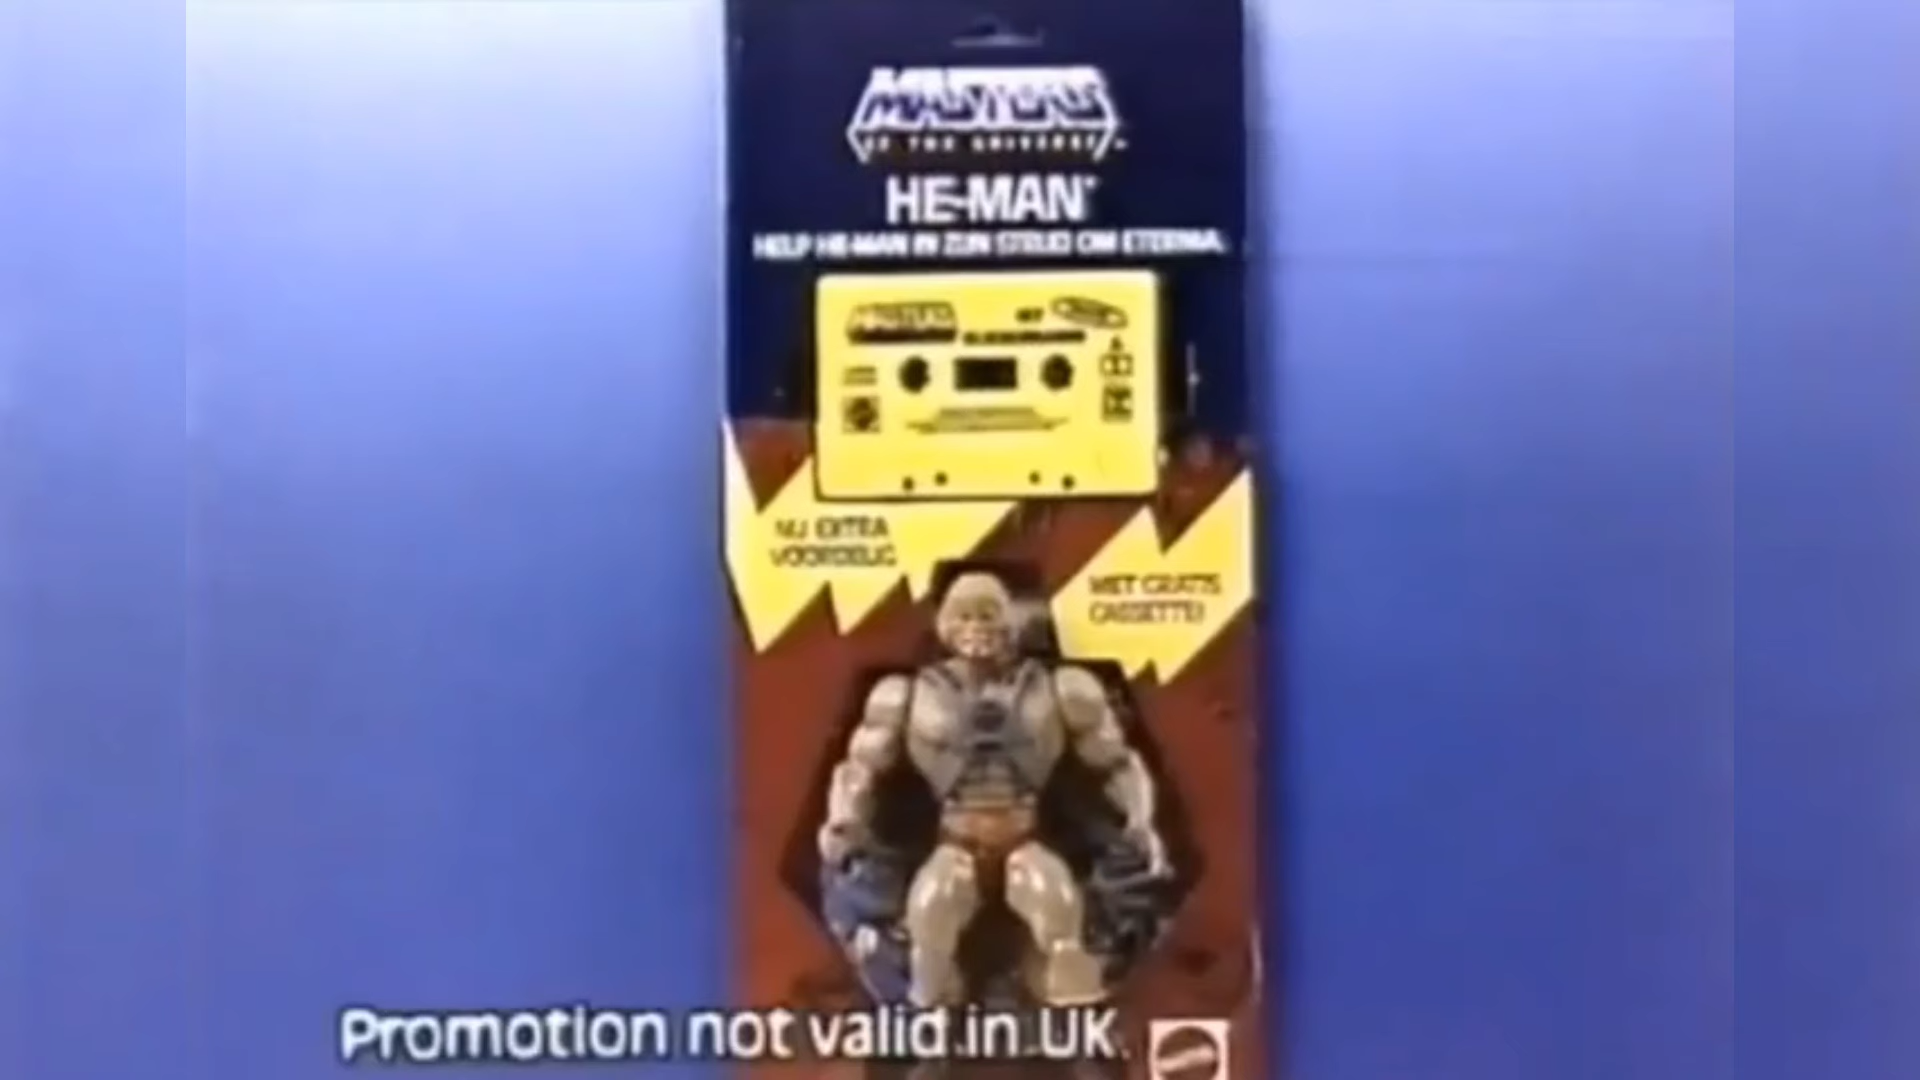 MASTERS
OF THE UNIVERSE
HE-MAN
HELP HE-MAN IN ZIJN STRIJD OM ETERNIA.
MASTERS
NU EXTRA
VOORDELIG
MET GRATIS
CASSETTE!
Promotion not valid in UK.